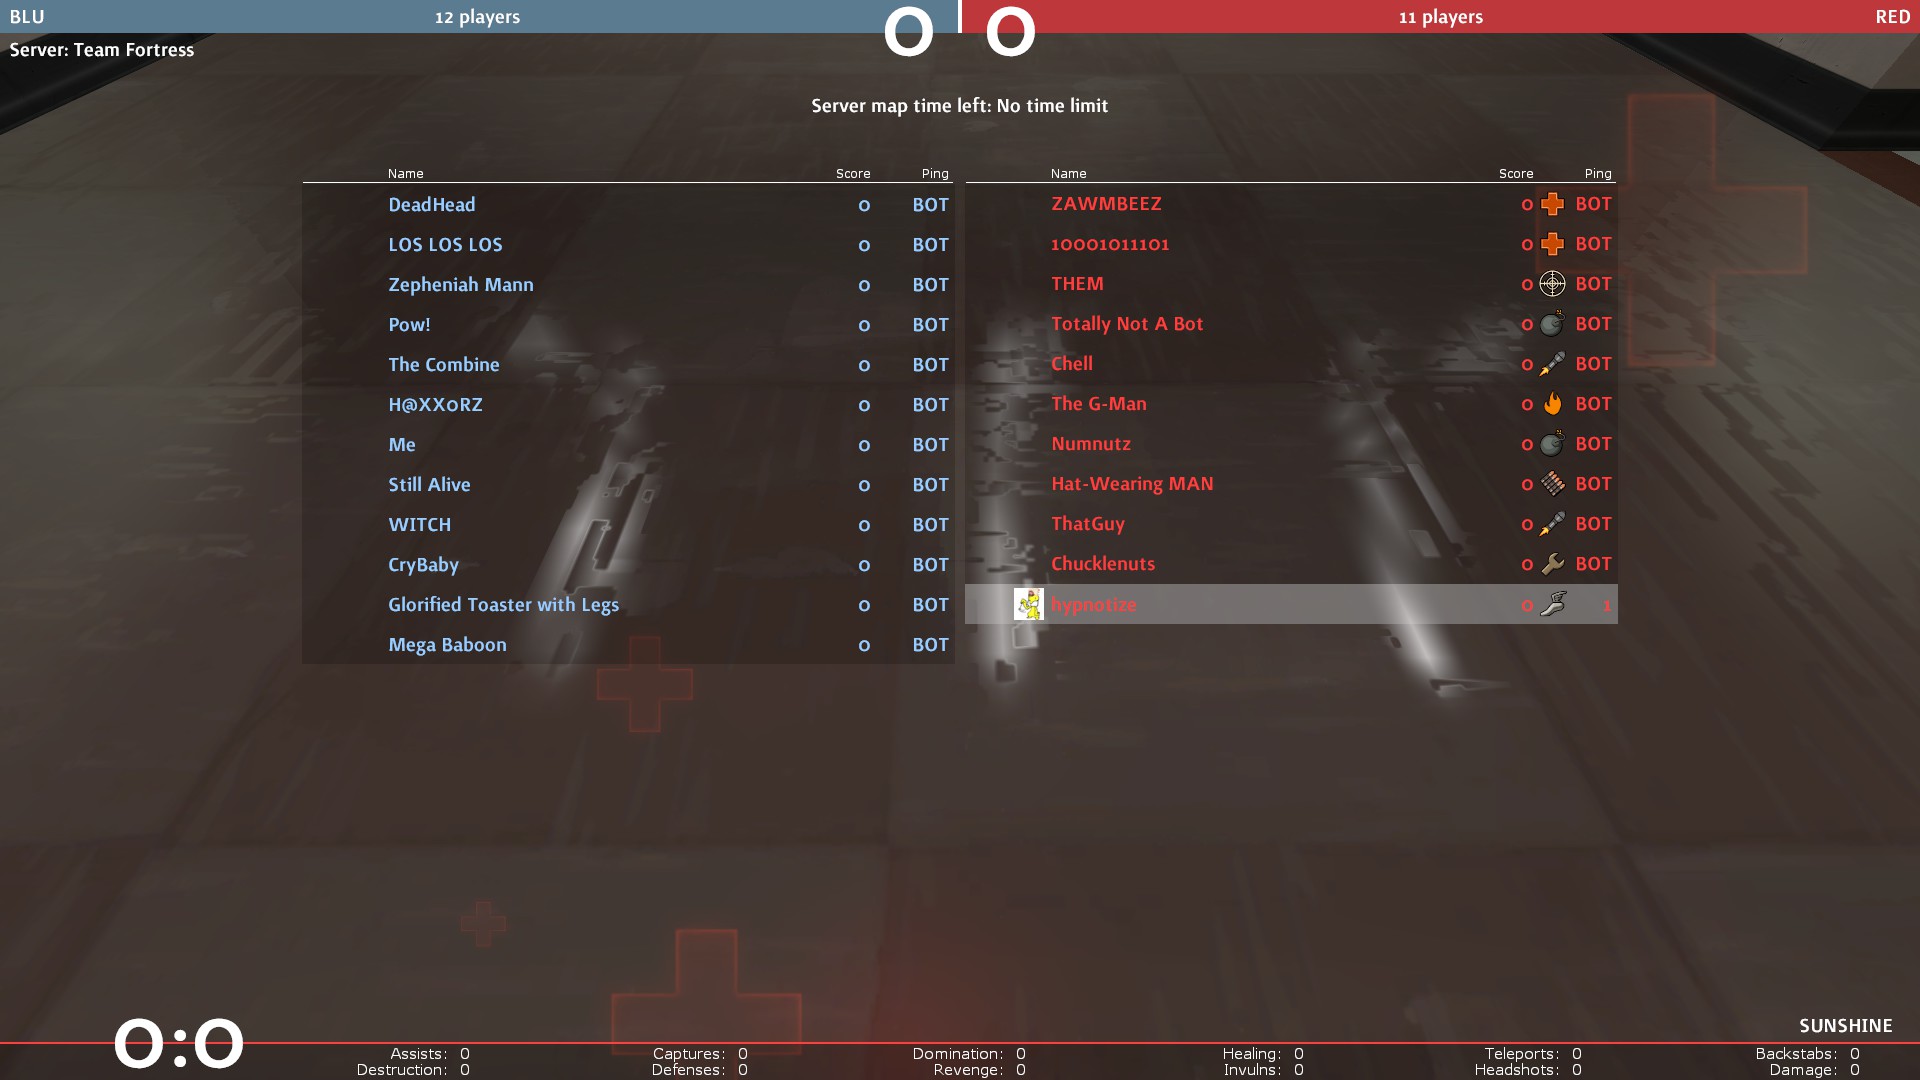 BLU 12 players 0 0 11 players RED
Server: Team Fortress
Server map time left: No time limit
Name Score Ping
DeadHead 0 BOT
LOS LOS LOS 0 BOT
Zepheniah Mann 0 BOT
Pow! 0 BOT
The Combine 0 BOT
H@XX0RZ 0 BOT
Me 0 BOT
Still Alive 0 BOT
WITCH 0 BOT
CryBaby 0 BOT
Glorified Toaster with Legs 0 BOT
Mega Baboon 0 BOT
Name Score Ping
ZAWMBEEZ 0 BOT
10001011101 0 BOT
THEM 0 BOT
Totally Not A Bot 0 BOT
Chell 0 BOT
The G-Man 0 BOT
Numnutz 0 BOT
Hat-Wearing MAN 0 BOT
ThatGuy 0 BOT
Chucklenuts 0 BOT
hypnotize 0 1
SUNSHINE
0:0
Assists: 0 Captures: 0 Domination: 0 Healing: 0 Teleports: 0 Backstabs: 0
Destruction: 0 Defenses: 0 Revenge: 0 Invulns: 0 Headshots: 0 Damage: 0